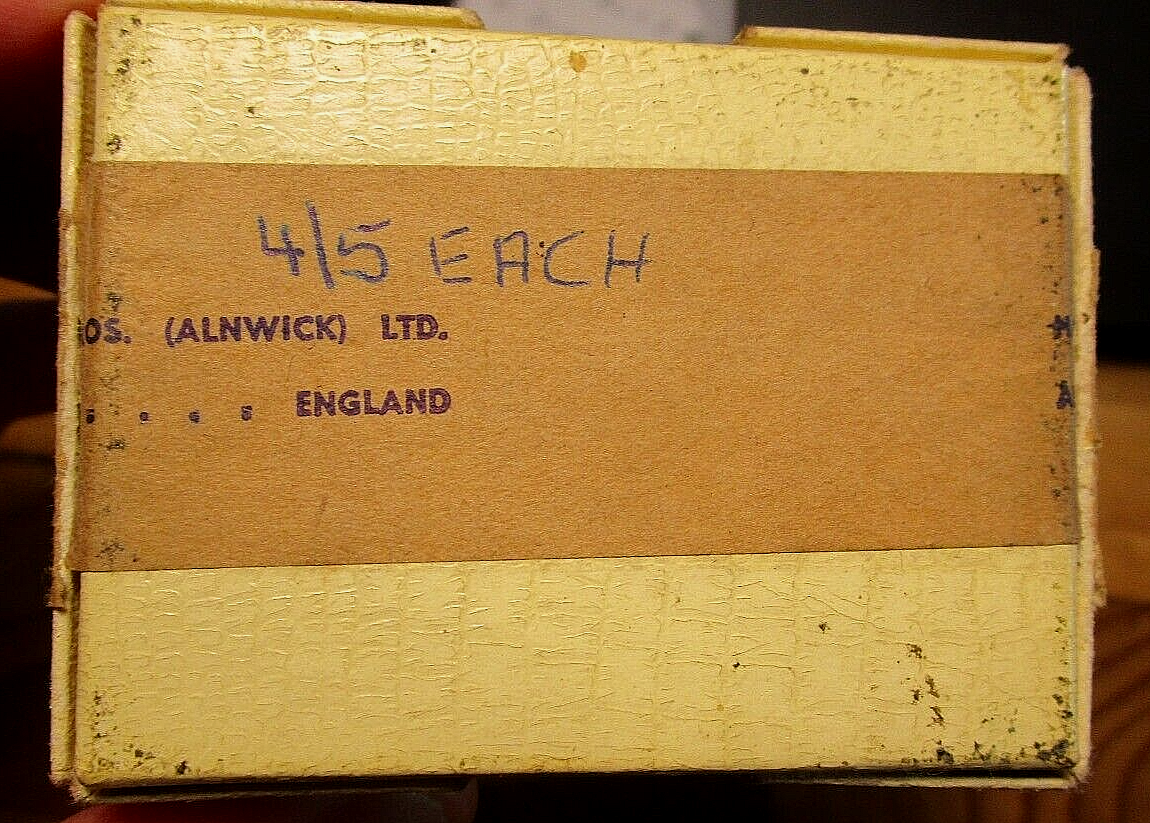 4/5 EACH
OS. (ALNWICK) LTD.
. . . . ENGLAND